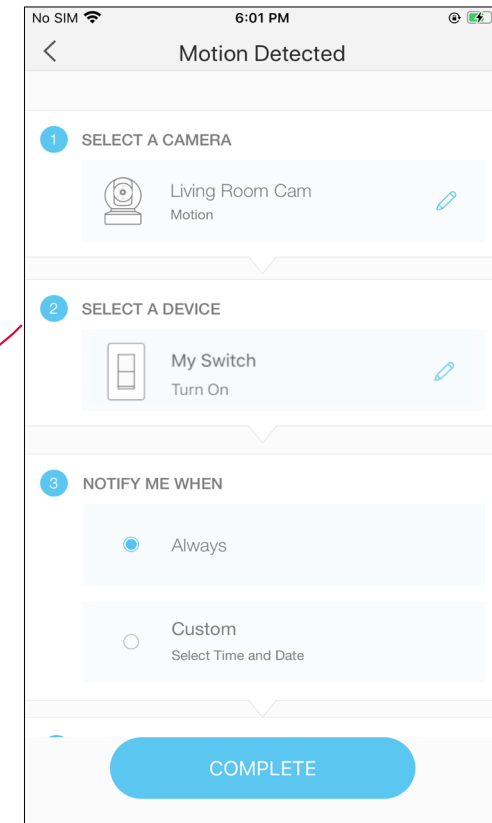 No SIM 6:01 PM
Motion Detected
1 SELECT A CAMERA
Living Room Cam
Motion
2 SELECT A DEVICE
My Switch
Turn On
3 NOTIFY ME WHEN
Always
Custom
Select Time and Date
COMPLETE